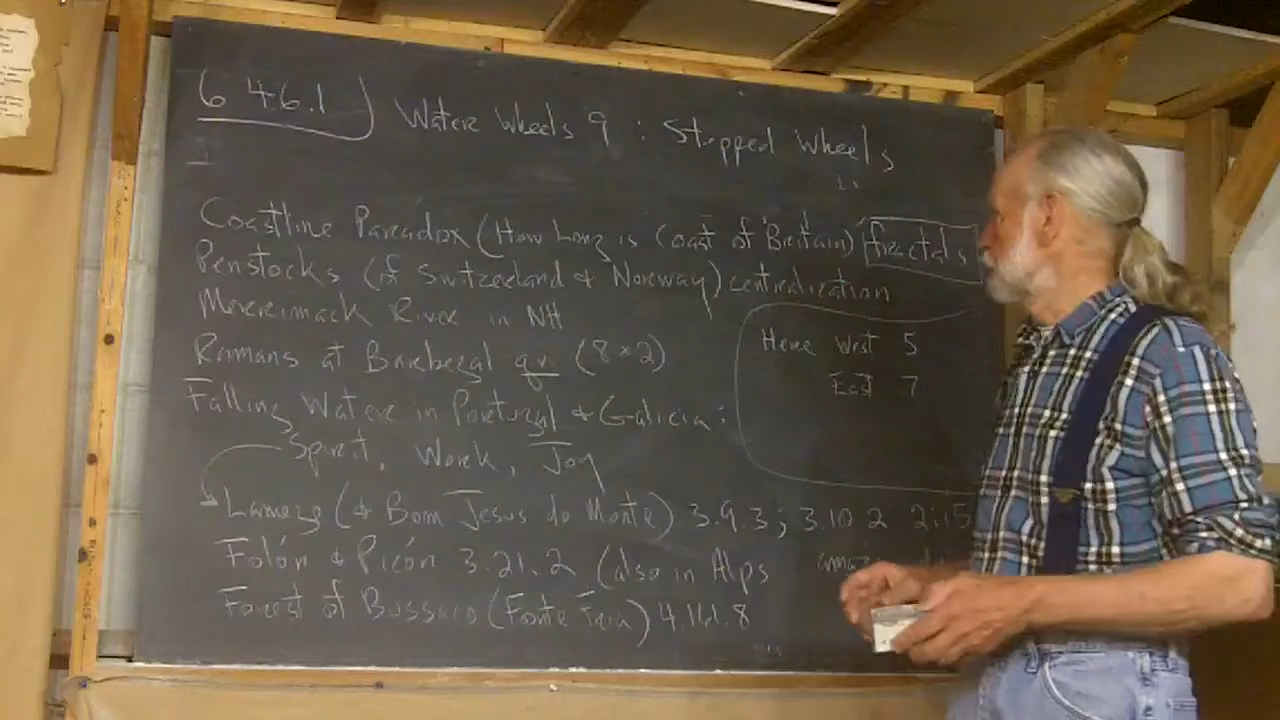 6 46.1) Water Wheels 9 : Stepped Wheels
Coastline Paradox (How Long is Coast of Britain) fractals
Penstocks (of Switzerland & Norway) centralization
Merrimack River in NH
Romans at Barbegal qv (8 × 2)
Here West 5
East 7
Falling Water in Portugal & Galicia:
Spirit, Work, Joy
Lamego (& Bom Jesus do Monte) 3.9.3; 3.10 2 2:15
Folón & Picón 3.21.2 (also in Alps
Forest of Bussaco (Fonte Fria) 4.161.8